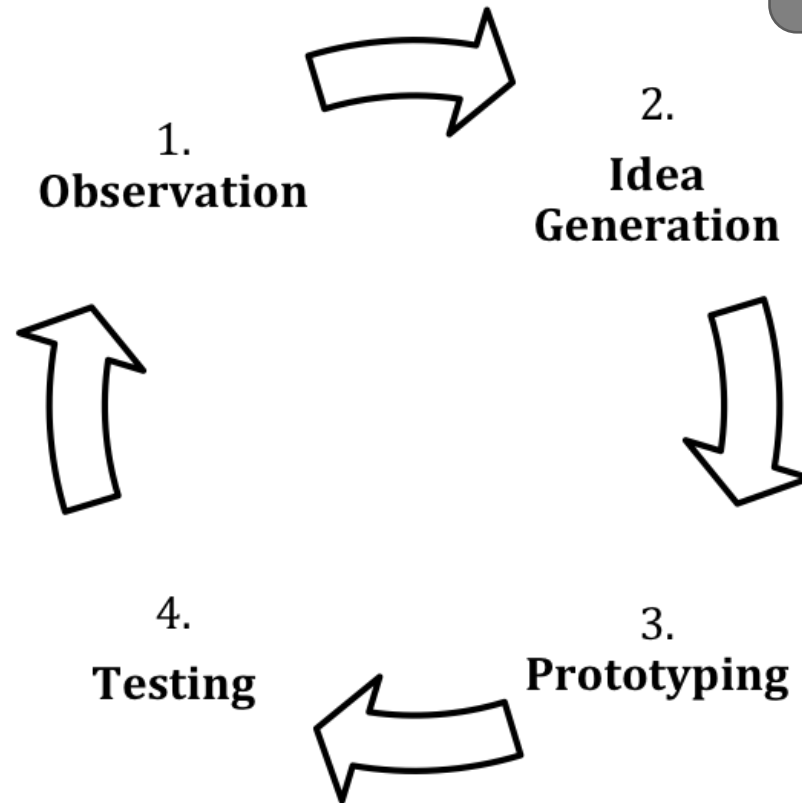 1.
Observation
2.
Idea
Generation
3.
Prototyping
4.
Testing